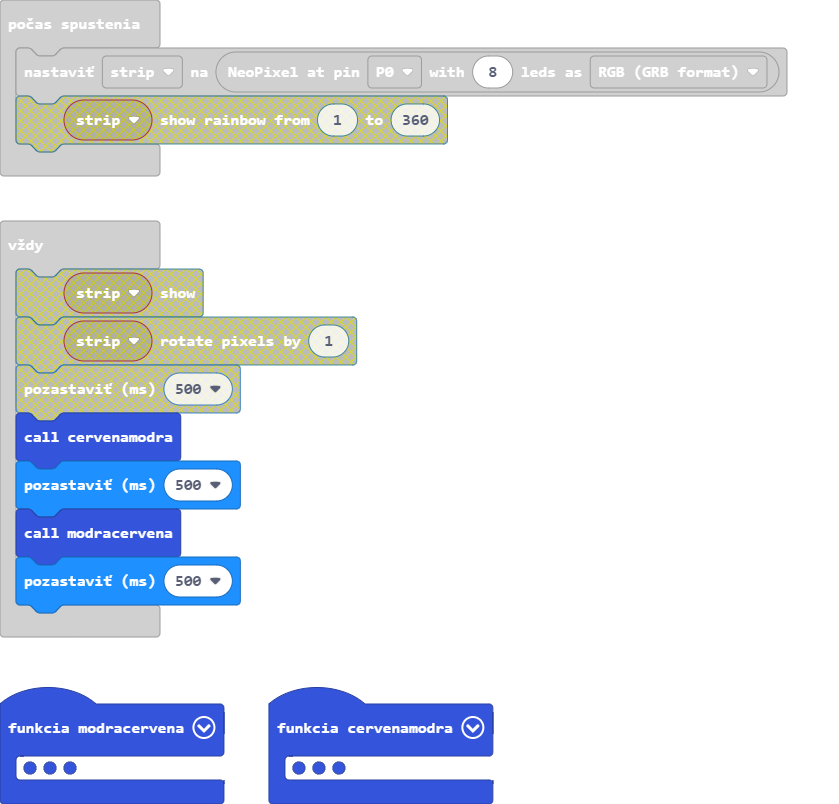 počas spustenia
nastaviť strip na NeoPixel at pin P0 with 8 leds as RGB (GRB format)
strip show rainbow from 1 to 360
vždy
strip show
strip rotate pixels by 1
pozastaviť (ms) 500
call cervenamodra
pozastaviť (ms) 500
call modracervena
pozastaviť (ms) 500
funkcia modracervena
funkcia cervenamodra